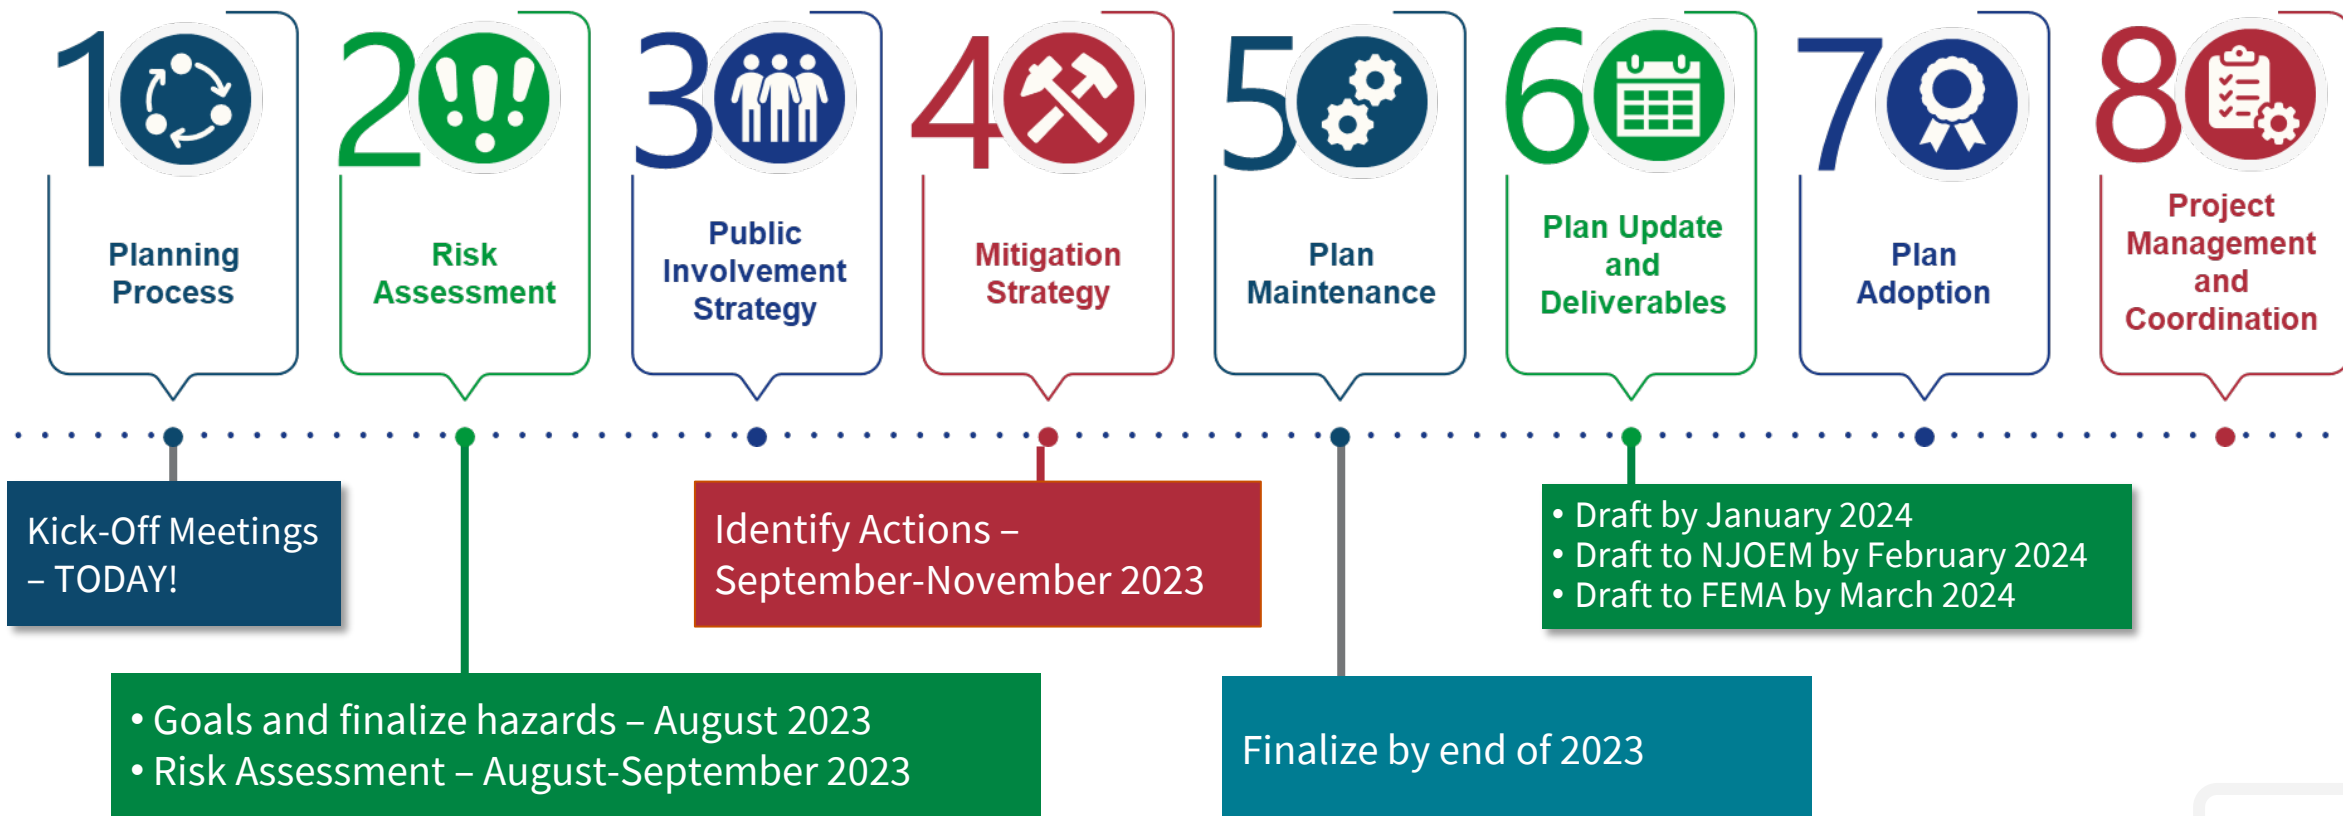 1
Planning
Process
2
Risk
Assessment
3
Public
Involvement
Strategy
4
Mitigation
Strategy
5
Plan
Maintenance
6
Plan Update
and
Deliverables
7
Plan
Adoption
8
Project
Management
and
Coordination
Kick-Off Meetings
– TODAY!
• Goals and finalize hazards – August 2023
• Risk Assessment – August-September 2023
Identify Actions –
September-November 2023
Finalize by end of 2023
• Draft by January 2024
• Draft to NJOEM by February 2024
• Draft to FEMA by March 2024